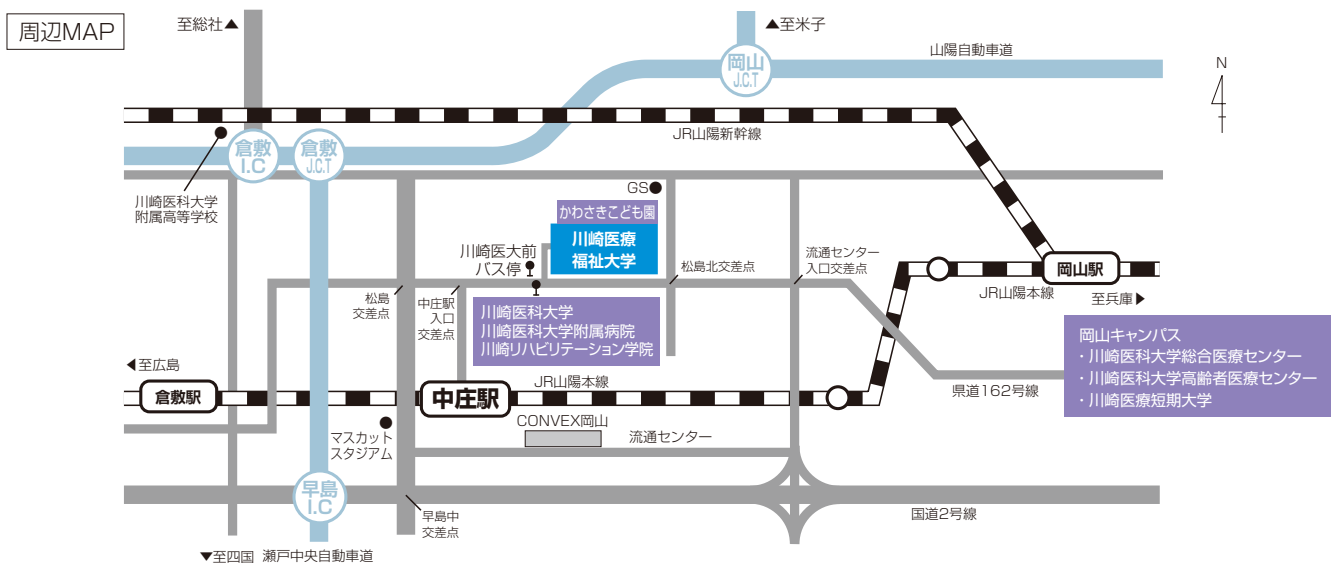 周辺MAP
至総社▲
▲至米子
山陽自動車道
N
岡山
J.C.T
JR山陽新幹線
倉敷
I.C
倉敷
J.C.T
川崎医科大学
附属高等学校
GS
かわさきこども園
川崎医療
福祉大学
川崎医大前
バス停
松島北交差点
流通センター
入口交差点
岡山駅
JR山陽本線
至兵庫▶
松島
交差点
中庄駅
入口
交差点
川崎医科大学
川崎医科大学附属病院
川崎リハビリテーション学院
岡山キャンパス
・川崎医科大学総合医療センター
・川崎医科大学高齢者医療センター
・川崎医療短期大学
◀至広島
倉敷駅
中庄駅
JR山陽本線
県道162号線
マスカット
スタジアム
CONVEX岡山
流通センター
早島
I.C
早島中
交差点
国道2号線
▼至四国
瀬戸中央自動車道